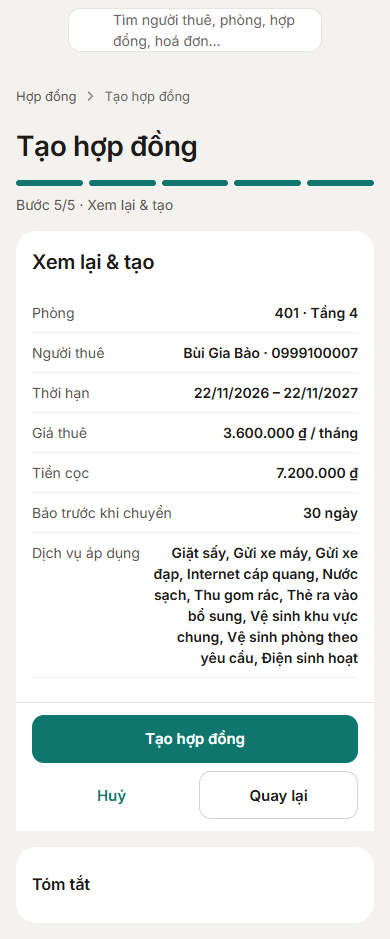 Tìm người thuê, phòng, hợp
đồng, hoá đơn...
Hợp đồng > Tạo hợp đồng
Tạo hợp đồng
Bước 5/5 · Xem lại & tạo
Xem lại & tạo
Phòng 401 · Tầng 4
Người thuê Bùi Gia Bảo · 0999100007
Thời hạn 22/11/2026 – 22/11/2027
Giá thuê 3.600.000 ₫ / tháng
Tiền cọc 7.200.000 ₫
Báo trước khi chuyển 30 ngày
Dịch vụ áp dụng Giặt sấy, Gửi xe máy, Gửi xe
đạp, Internet cáp quang, Nước
sạch, Thu gom rác, Thẻ ra vào
bổ sung, Vệ sinh khu vực
chung, Vệ sinh phòng theo
yêu cầu, Điện sinh hoạt
Tạo hợp đồng
Huỷ Quay lại
Tóm tắt